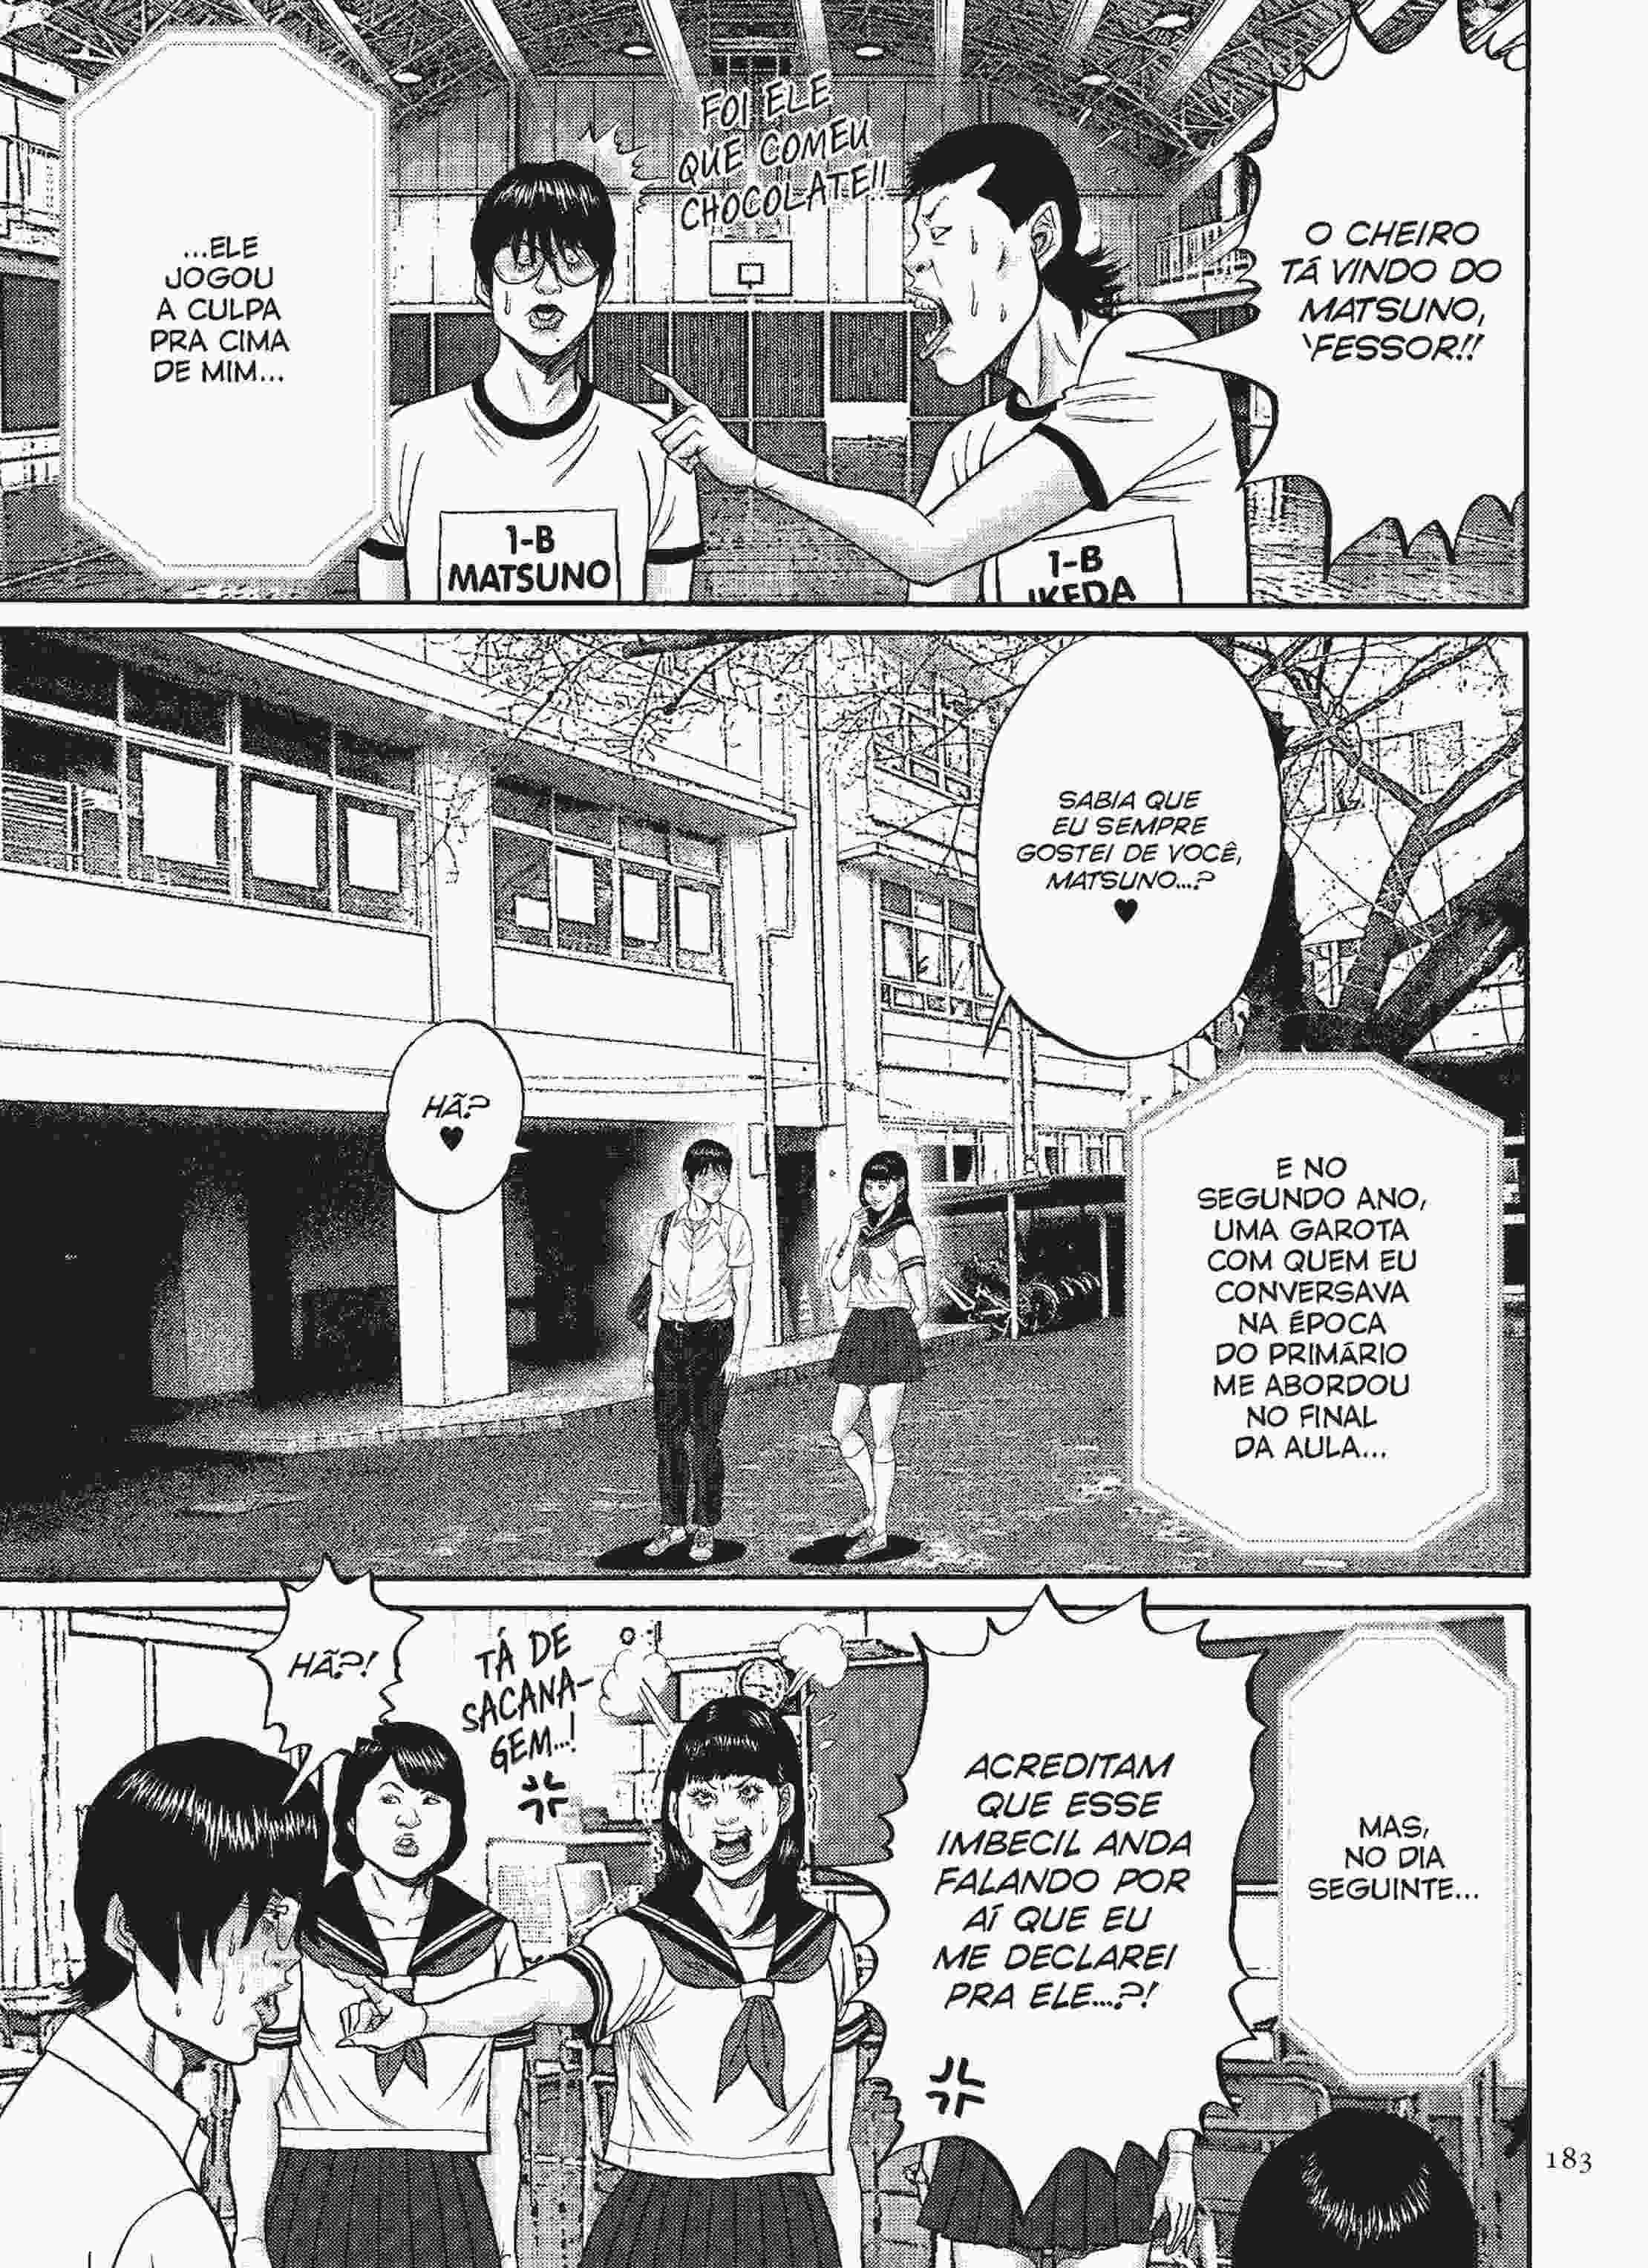 O CHEIRO
TÁ VINDO DO
MATSUNO,
'FESSOR!!
FOI ELE
QUE COMEU
CHOCOLATE!!
...ELE
JOGOU
A CULPA
PRA CIMA
DE MIM...
1-B
MATSUNO
1-B
IKEDA
SABIA QUE
EU SEMPRE
GOSTEI DE VOCÊ,
MATSUNO...?
♥
E NO
SEGUNDO ANO,
UMA GAROTA
COM QUEM EU
CONVERSAVA
NA ÉPOCA
DO PRIMÁRIO
ME ABORDOU
NO FINAL
DA AULA...
HÃ?
♥
MAS,
NO DIA
SEGUINTE...
ACREDITAM
QUE ESSE
IMBECIL ANDA
FALANDO POR
AÍ QUE EU
ME DECLAREI
PRA ELE...?!
TÁ DE
SACANA-
GEM...!
HÃ?!
183